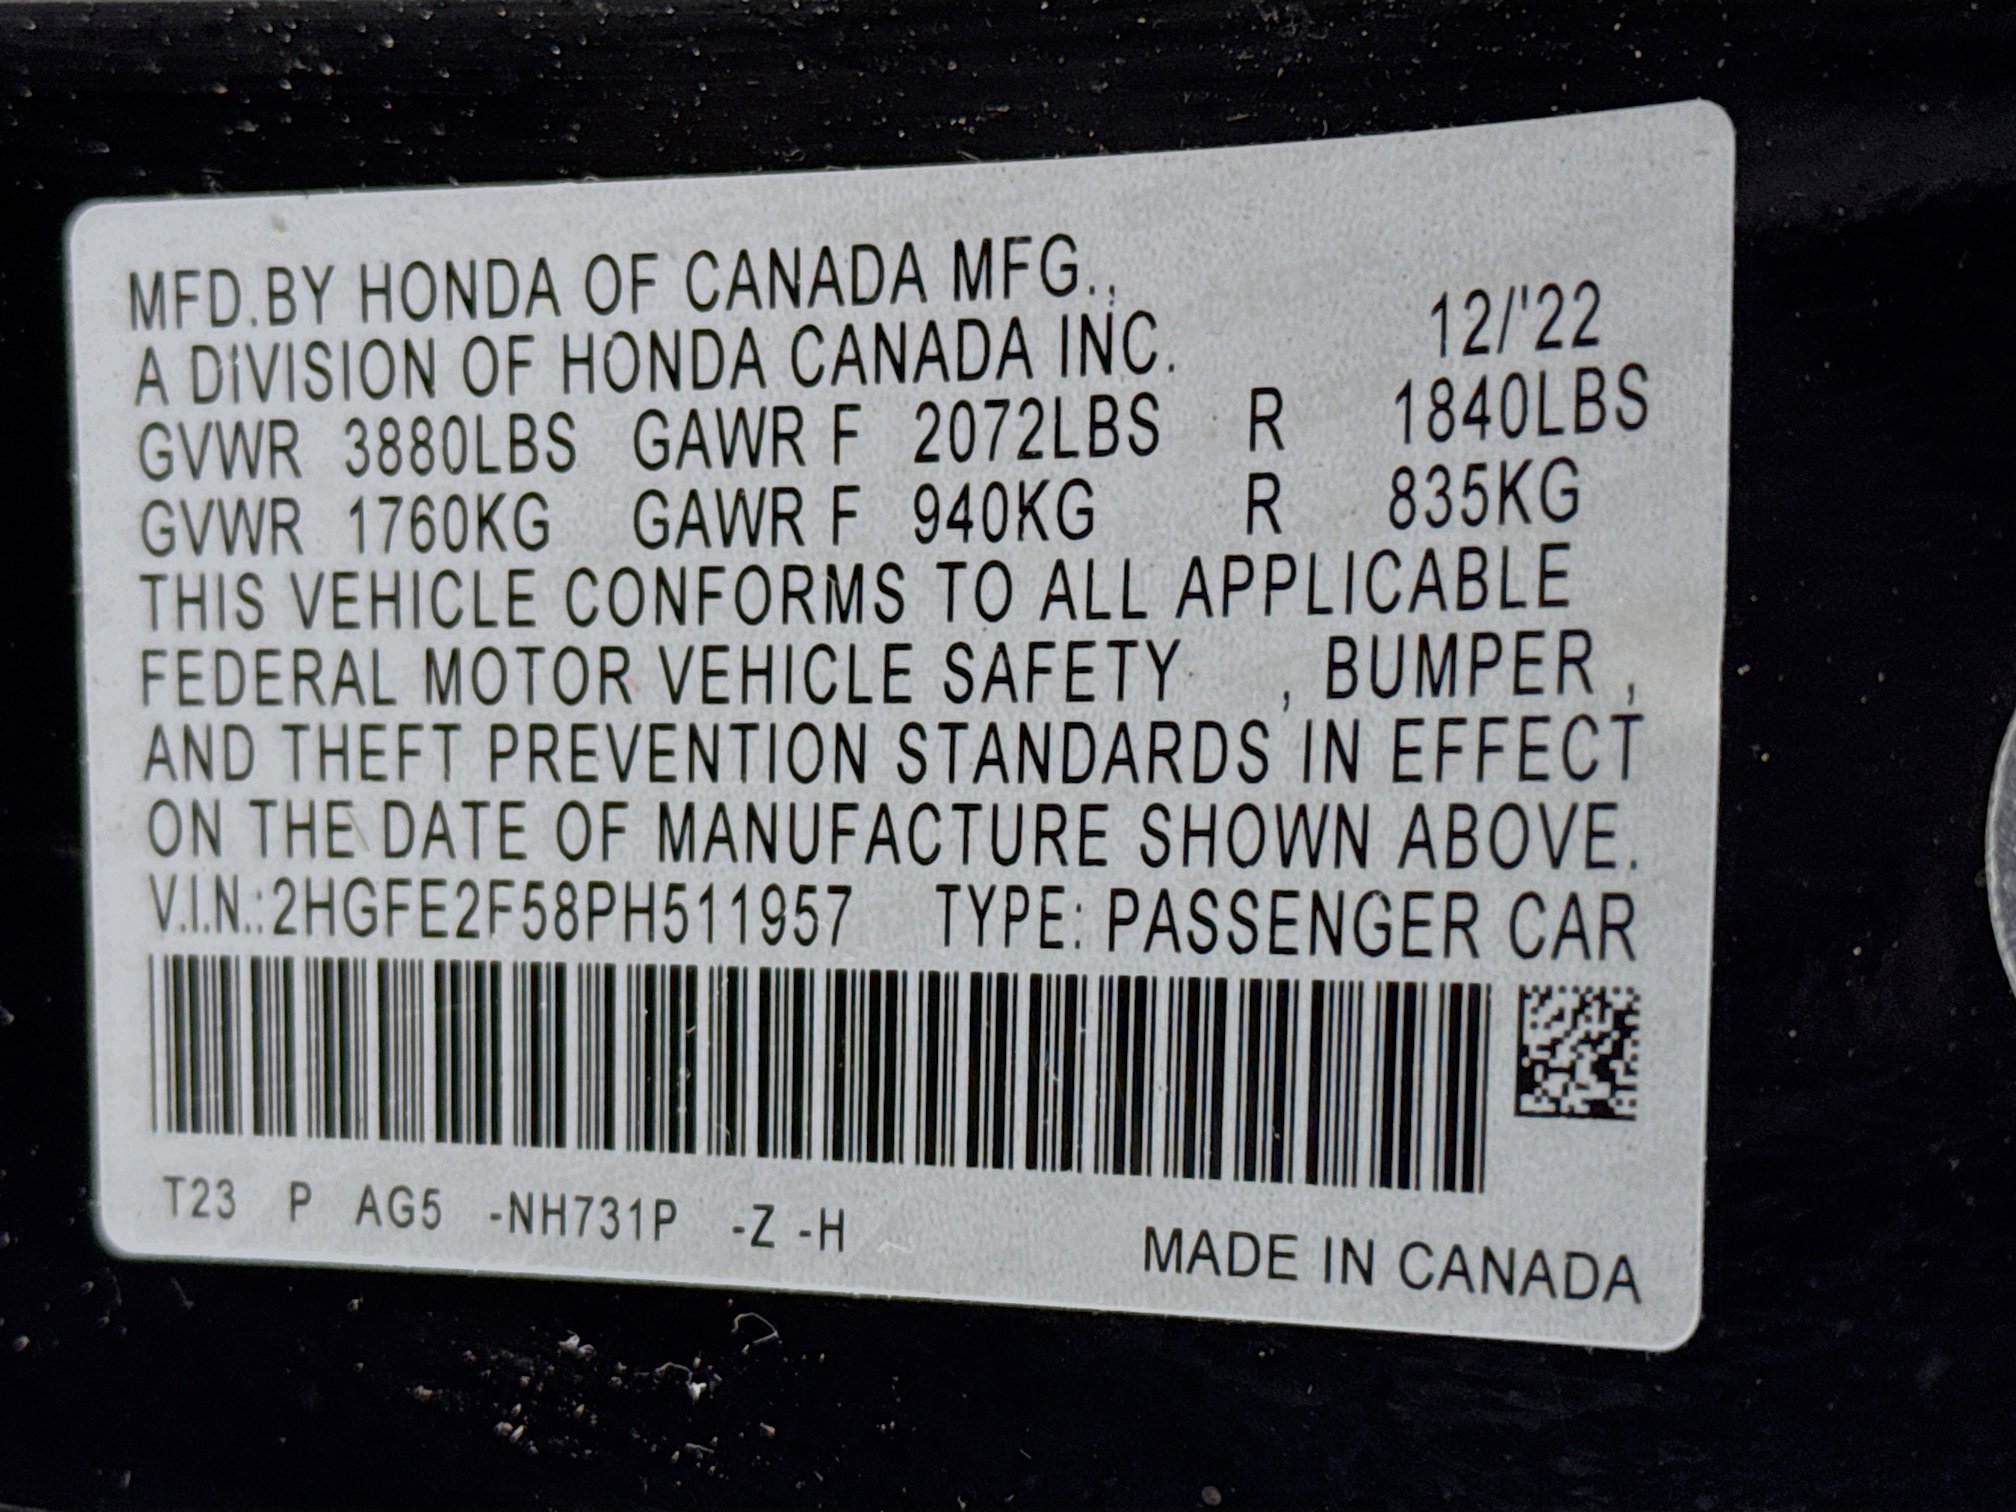 MFD.BY HONDA OF CANADA MFG.,
A DIVISION OF HONDA CANADA INC. 12/'22
GVWR 3880LBS GAWR F 2072LBS R 1840LBS
GVWR 1760KG GAWR F 940KG R 835KG
THIS VEHICLE CONFORMS TO ALL APPLICABLE
FEDERAL MOTOR VEHICLE SAFETY , BUMPER ,
AND THEFT PREVENTION STANDARDS IN EFFECT
ON THE DATE OF MANUFACTURE SHOWN ABOVE.
V.I.N.:2HGFE2F58PH511957 TYPE: PASSENGER CAR
T23 P AG5 -NH731P -Z -H
MADE IN CANADA